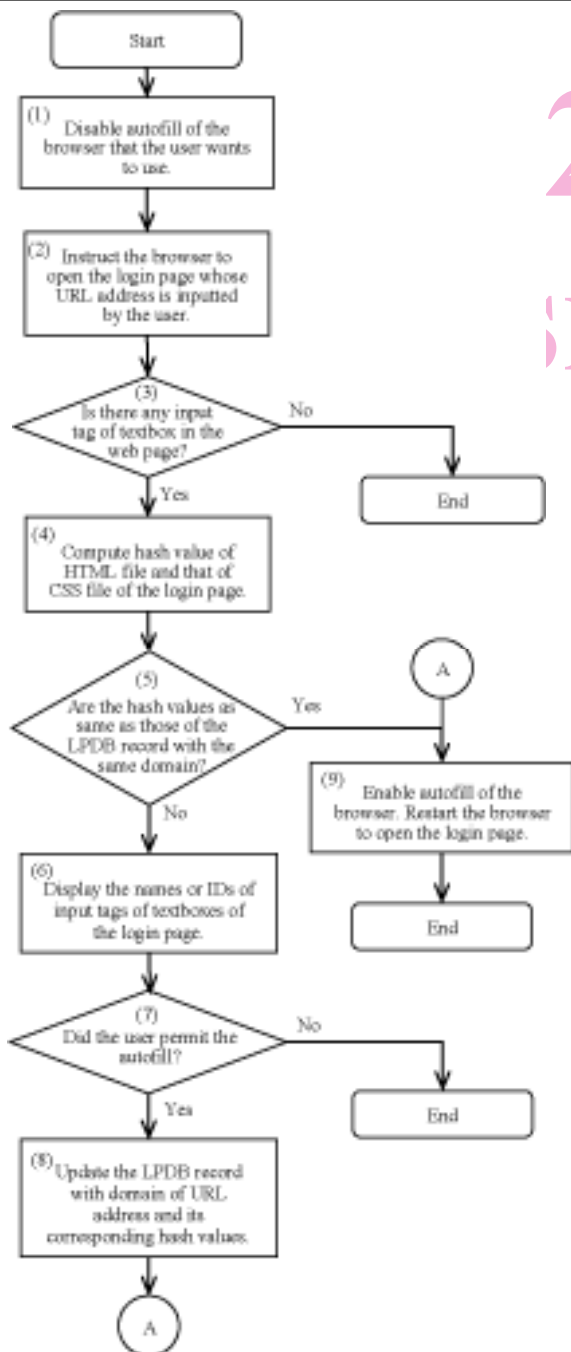 Start
(1)
Disable autofill of the
browser that the user wants
to use.
(2)
Instruct the browser to
open the login page whose
URL address is inputted
by the user.
(3)
Is there any input
tag of textbox in the
web page?
No
End
Yes
(4)
Compute hash value of
HTML file and that of
CSS file of the login page.
(5)
Are the hash values as
same as those of the
LPDB record with the
same domain?
Yes
A
(9)
Enable autofill of the
browser. Restart the browser
to open the login page.
End
No
(6)
Display the names or IDs of
input tags of textboxes of
the login page.
(7)
Did the user permit the
autofill?
No
End
Yes
(8)
Update the LPDB record
with domain of URL
address and its
corresponding hash values.
A